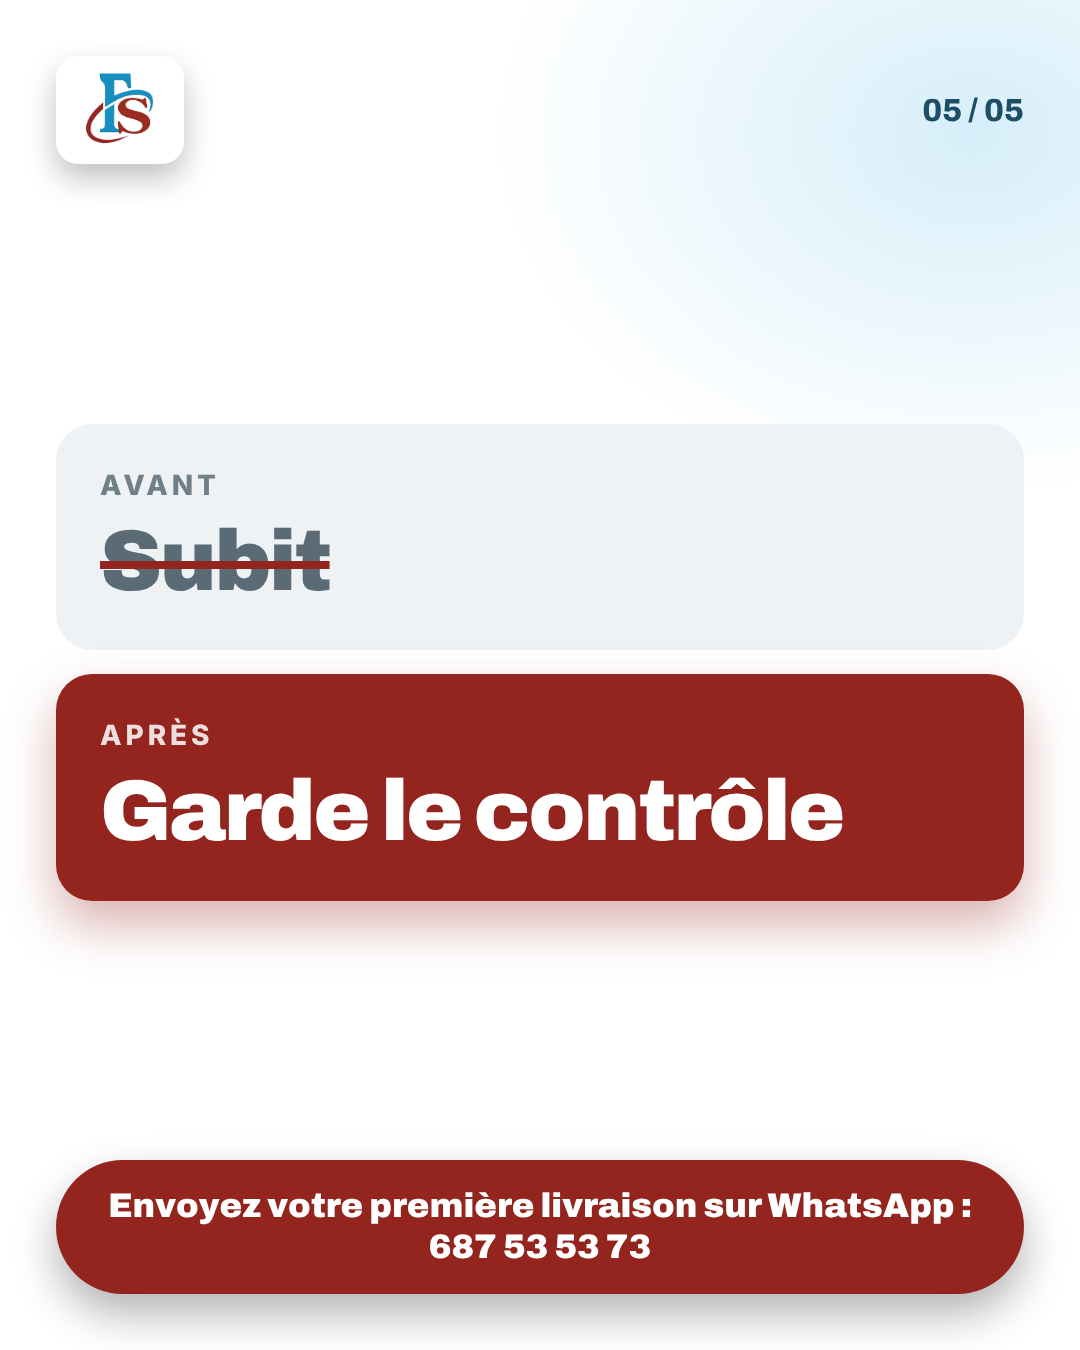 FS
05 / 05
AVANT
Subit
APRÈS
Garde le contrôle
Envoyez votre première livraison sur WhatsApp :
687 53 53 73